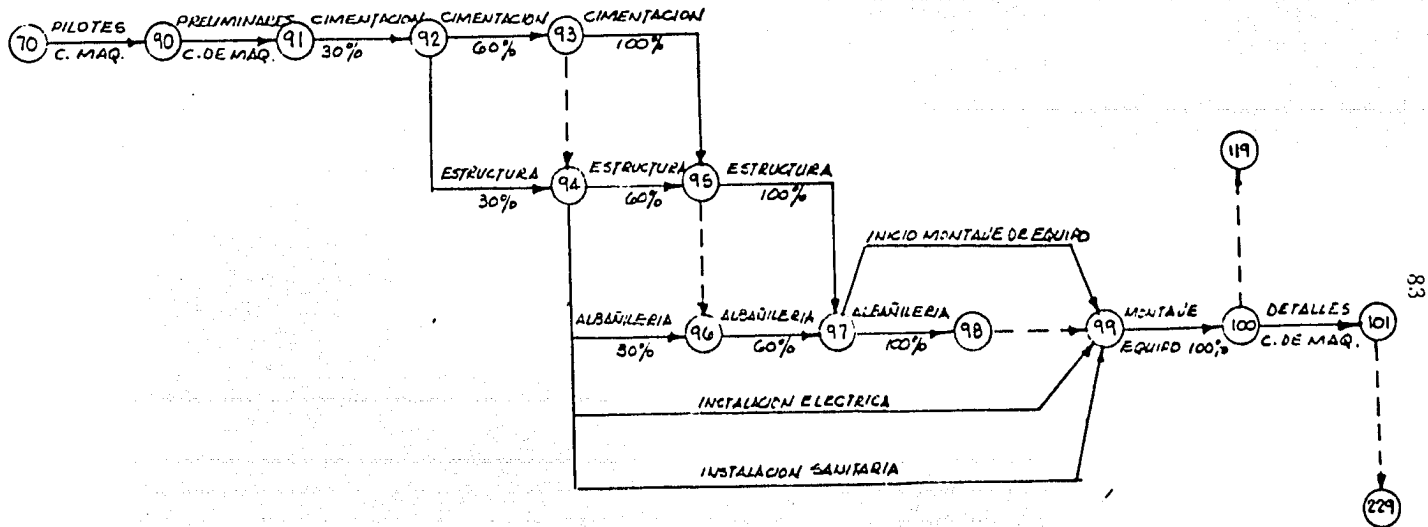 70
PILOTES
C. MAQ.
90
PRELIMINALES
C. DE MAQ.
91
CIMENTACION
30%
92
CIMENTACION
60%
93
CIMENTACION
100%
ESTRUCTURA
30%
94
ESTRUCTURA
60%
95
ESTRUCTURA
100%
119
INICIO MONTAJE DE EQUIPO
83
ALBAÑILERIA
30%
96
ALBAÑILERIA
60%
97
ALBAÑILERIA
100%
98
99
MONTAJE
EQUIPO 100%
100
DETALLES
C. DE MAQ.
101
INSTALACION ELECTRICA
INSTALACION SANITARIA
229